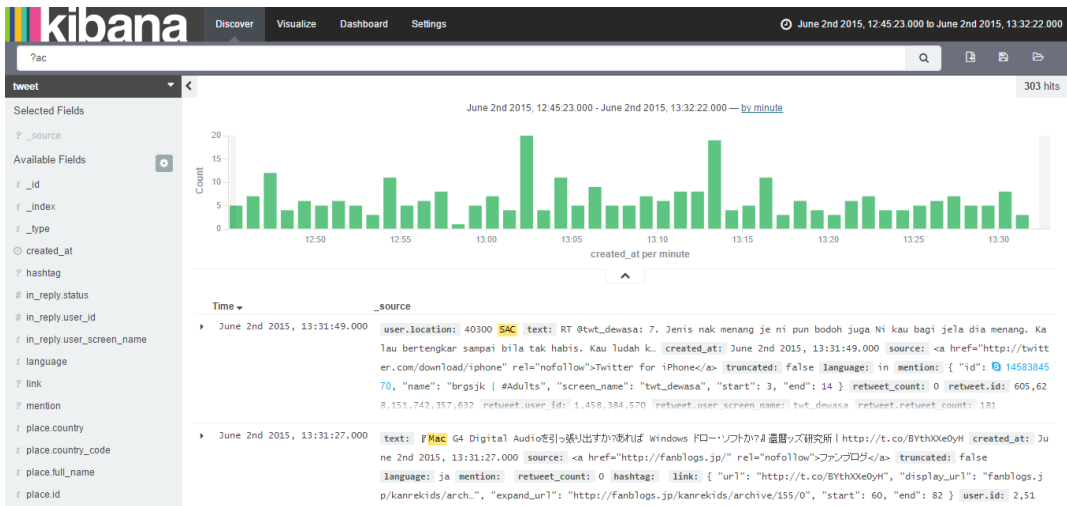 kibana
Discover Visualize Dashboard Settings
June 2nd 2015, 12:45:23.000 to June 2nd 2015, 13:32:22.000
?ac
tweet
303 hits
Selected Fields
? _source
Available Fields
t _id
t _index
t _type
created_at
? hashtag
# in_reply.status
# in_reply.user_id
t in_reply.user_screen_name
t language
? link
? mention
t place.country
t place.country_code
t place.full_name
t place.id
June 2nd 2015, 12:45:23.000 - June 2nd 2015, 13:32:22.000 — by minute
Count
20
15
10
5
0
12:50 12:55 13:00 13:05 13:10 13:15 13:20 13:25 13:30
created_at per minute
Time _source
June 2nd 2015, 13:31:49.000 user.location: 40300 SAC text: RT @twt_dewasa: 7. Jenis nak menang je ni pun bodoh juga Ni kau bagi jela dia menang. Ka
lau bertengkar sampai bila tak habis. Kau ludah k… created_at: June 2nd 2015, 13:31:49.000 source: <a href="http://twitt
er.com/download/iphone" rel="nofollow">Twitter for iPhone</a> truncated: false language: in mention: { "id": 14583845
70, "name": "brgsjk | #Adults", "screen_name": "twt_dewasa", "start": 3, "end": 14 } retweet_count: 0 retweet.id: 605,62
8,151,742,357,632 retweet.user_id: 1,458,384,570 retweet.user_screen_name: twt_dewasa retweet.retweet_count: 181
June 2nd 2015, 13:31:27.000 text: Mac G4 Digital Audioを引っ張り出すか?あれば Windows ドロー・ソフトか?』還暦ッズ研究所 | http://t.co/BYthXXe0yH created_at: Ju
ne 2nd 2015, 13:31:27.000 source: <a href="http://fanblogs.jp/" rel="nofollow">ファンブログ</a> truncated: false
language: ja mention: retweet_count: 0 hashtag: link: { "url": "http://t.co/BYthXXe0yH", "display_url": "fanblogs.j
p/kanrekids/arch…", "expand_url": "http://fanblogs.jp/kanrekids/archive/155/0", "start": 60, "end": 82 } user.id: 2,51